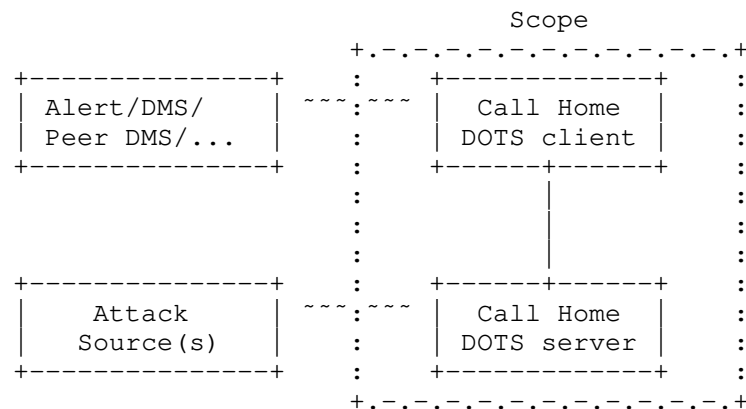 Scope
Alert/DMS/ ~~~:~~~ Call Home
Peer DMS/... DOTS client
Attack ~~~:~~~ Call Home
Source(s) DOTS server